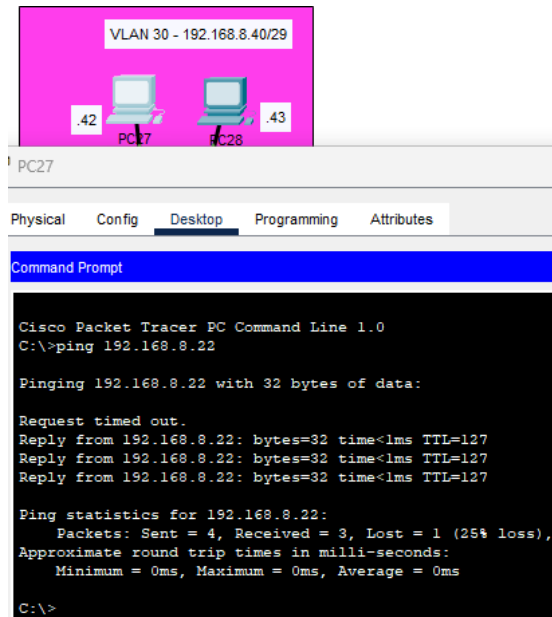 VLAN 30 - 192.168.8.40/29
.42
.43
PC27
PC28
PC27
Physical Config Desktop Programming Attributes
Command Prompt
Cisco Packet Tracer PC Command Line 1.0
C:\>ping 192.168.8.22
Pinging 192.168.8.22 with 32 bytes of data:
Request timed out.
Reply from 192.168.8.22: bytes=32 time<1ms TTL=127
Reply from 192.168.8.22: bytes=32 time<1ms TTL=127
Reply from 192.168.8.22: bytes=32 time<1ms TTL=127
Ping statistics for 192.168.8.22:
Packets: Sent = 4, Received = 3, Lost = 1 (25% loss),
Approximate round trip times in milli-seconds:
Minimum = 0ms, Maximum = 0ms, Average = 0ms
C:\>